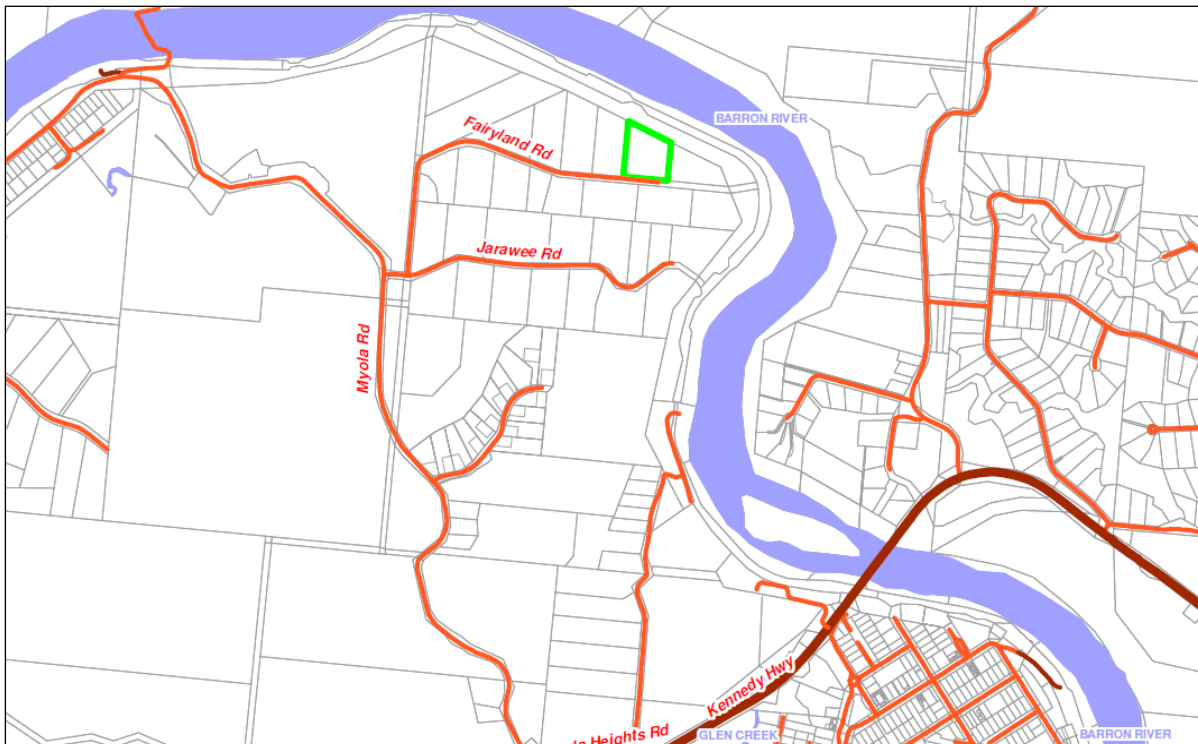 BARRON RIVER
Fairyland Rd
Jarawee Rd
Myola Rd
Kennedy Hwy
Heights Rd
GLEN CREEK
BARRON RIVER